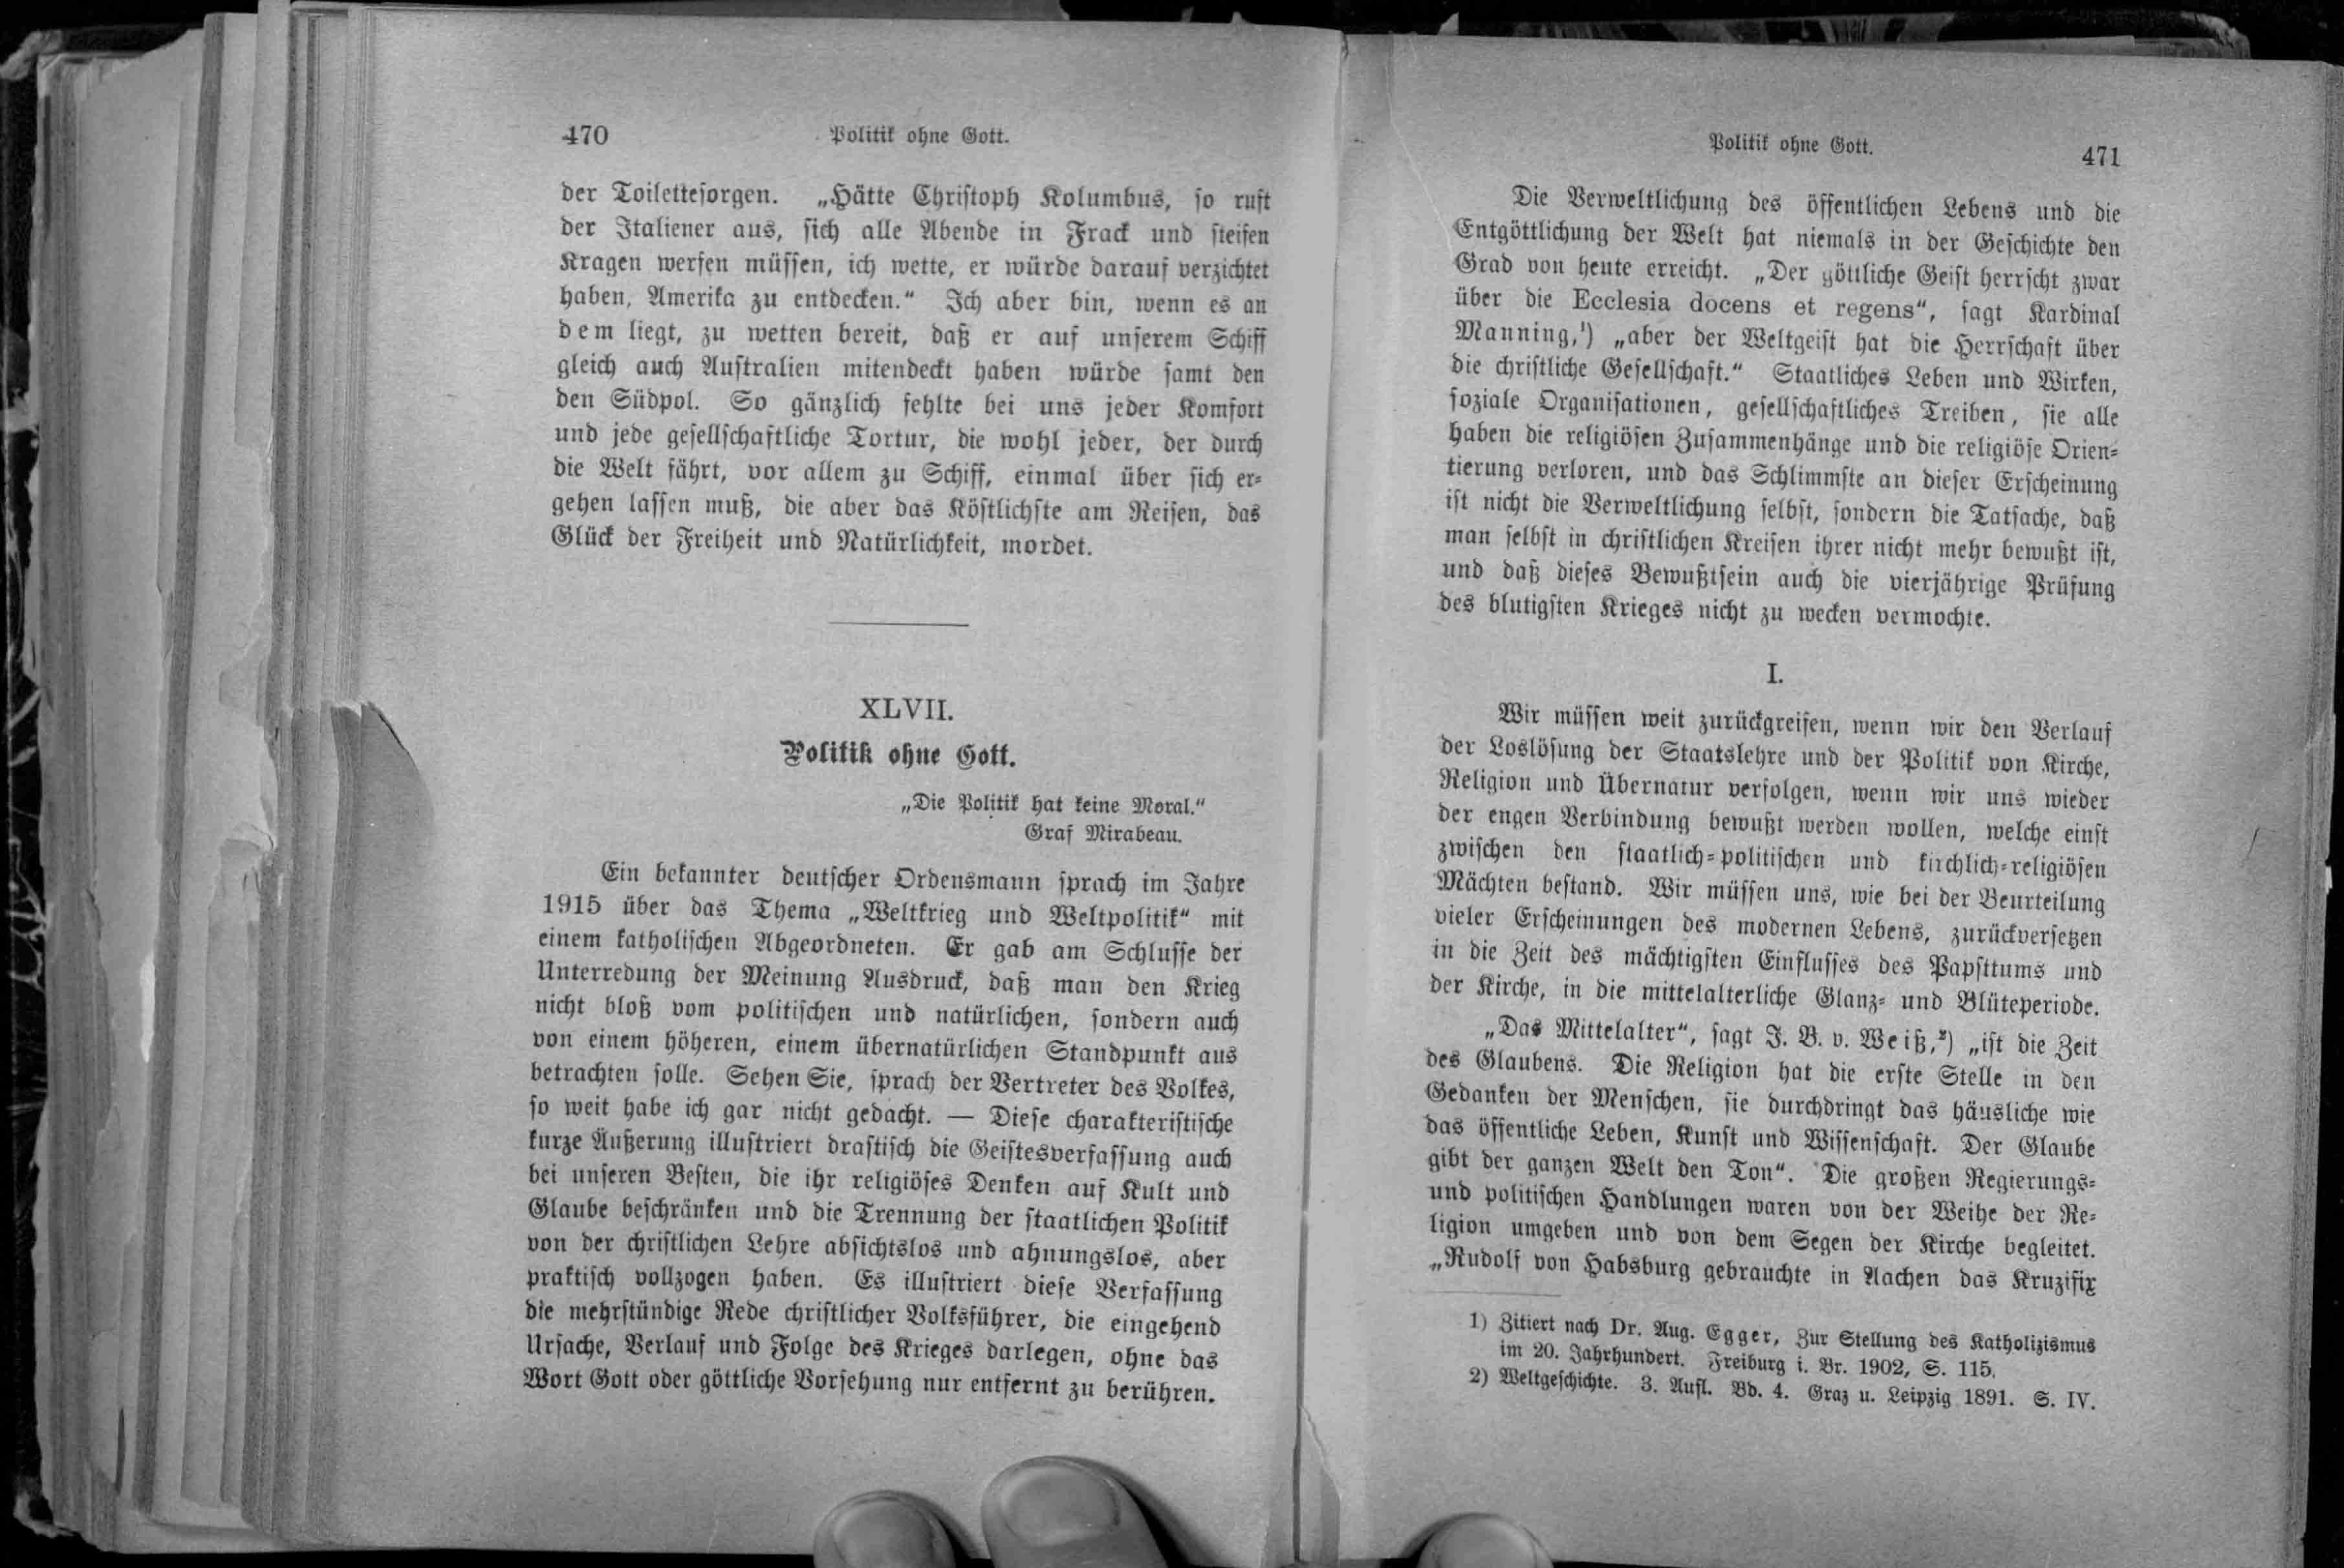 470 Politik ohne Gott.
der Toilettesorgen. „Hätte Christoph Kolumbus, so ruft
der Italiener aus, sich alle Abende in Frack und steifen
Kragen werfen müssen, ich wette, er würde darauf verzichtet
haben, Amerika zu entdecken.“ Ich aber bin, wenn es an
dem liegt, zu wetten bereit, daß er auf unserem Schiff
gleich auch Australien mitendeckt haben würde samt den
den Südpol. So gänzlich fehlte bei uns jeder Komfort
und jede gesellschaftliche Tortur, die wohl jeder, der durch
die Welt fährt, vor allem zu Schiff, einmal über sich er-
gehen lassen muß, die aber das Köstlichste am Reisen, das
Glück der Freiheit und Natürlichkeit, mordet.
XLVII.
Politik ohne Gott.
„Die Politik hat keine Moral.“
Graf Mirabeau.
Ein bekannter deutscher Ordensmann sprach im Jahre
1915 über das Thema „Weltkrieg und Weltpolitik“ mit
einem katholischen Abgeordneten. Er gab am Schlusse der
Unterredung der Meinung Ausdruck, daß man den Krieg
nicht bloß vom politischen und natürlichen, sondern auch
von einem höheren, einem übernatürlichen Standpunkt aus
betrachten solle. Sehen Sie, sprach der Vertreter des Volkes,
so weit habe ich gar nicht gedacht. — Diese charakteristische
kurze Äußerung illustriert drastisch die Geistesverfassung auch
bei unseren Besten, die ihr religiöses Denken auf Kult und
Glaube beschränken und die Trennung der staatlichen Politik
von der christlichen Lehre absichtslos und ahnungslos, aber
praktisch vollzogen haben. Es illustriert diese Verfassung
die mehrstündige Rede christlicher Volksführer, die eingehend
Ursache, Verlauf und Folge des Krieges darlegen, ohne das
Wort Gott oder göttliche Vorsehung nur entfernt zu berühren.
Politik ohne Gott. 471
Die Verweltlichung des öffentlichen Lebens und die
Entgöttlichung der Welt hat niemals in der Geschichte den
Grad von heute erreicht. „Der göttliche Geist herrscht zwar
über die Ecclesia docens et regens“, sagt Kardinal
Manning,¹) „aber der Weltgeist hat die Herrschaft über
die christliche Gesellschaft.“ Staatliches Leben und Wirken,
soziale Organisationen, gesellschaftliches Treiben, sie alle
haben die religiösen Zusammenhänge und die religiöse Orien-
tierung verloren, und das Schlimmste an dieser Erscheinung
ist nicht die Verweltlichung selbst, sondern die Tatsache, daß
man selbst in christlichen Kreisen ihrer nicht mehr bewußt ist,
und daß dieses Bewußtsein auch die vierjährige Prüfung
des blutigsten Krieges nicht zu wecken vermochte.
I.
Wir müssen weit zurückgreifen, wenn wir den Verlauf
der Loslösung der Staatslehre und der Politik von Kirche,
Religion und Übernatur verfolgen, wenn wir uns wieder
der engen Verbindung bewußt werden wollen, welche einst
zwischen den staatlich-politischen und kirchlich-religiösen
Mächten bestand. Wir müssen uns, wie bei der Beurteilung
vieler Erscheinungen des modernen Lebens, zurückversetzen
in die Zeit des mächtigsten Einflusses des Papsttums und
der Kirche, in die mittelalterliche Glanz- und Blüteperiode.
„Das Mittelalter“, sagt J. B. v. Weiß,²) „ist die Zeit
des Glaubens. Die Religion hat die erste Stelle in den
Gedanken der Menschen, sie durchdringt das häusliche wie
das öffentliche Leben, Kunst und Wissenschaft. Der Glaube
gibt der ganzen Welt den Ton“. Die großen Regierungs-
und politischen Handlungen waren von der Weihe der Re-
ligion umgeben und von dem Segen der Kirche begleitet.
„Rudolf von Habsburg gebrauchte in Aachen das Kruzifix
1) Zitiert nach Dr. Aug. Egger, Zur Stellung des Katholizismus
im 20. Jahrhundert. Freiburg i. Br. 1902, S. 115.
2) Weltgeschichte. 3. Aufl. Bd. 4. Graz u. Leipzig 1891. S. IV.